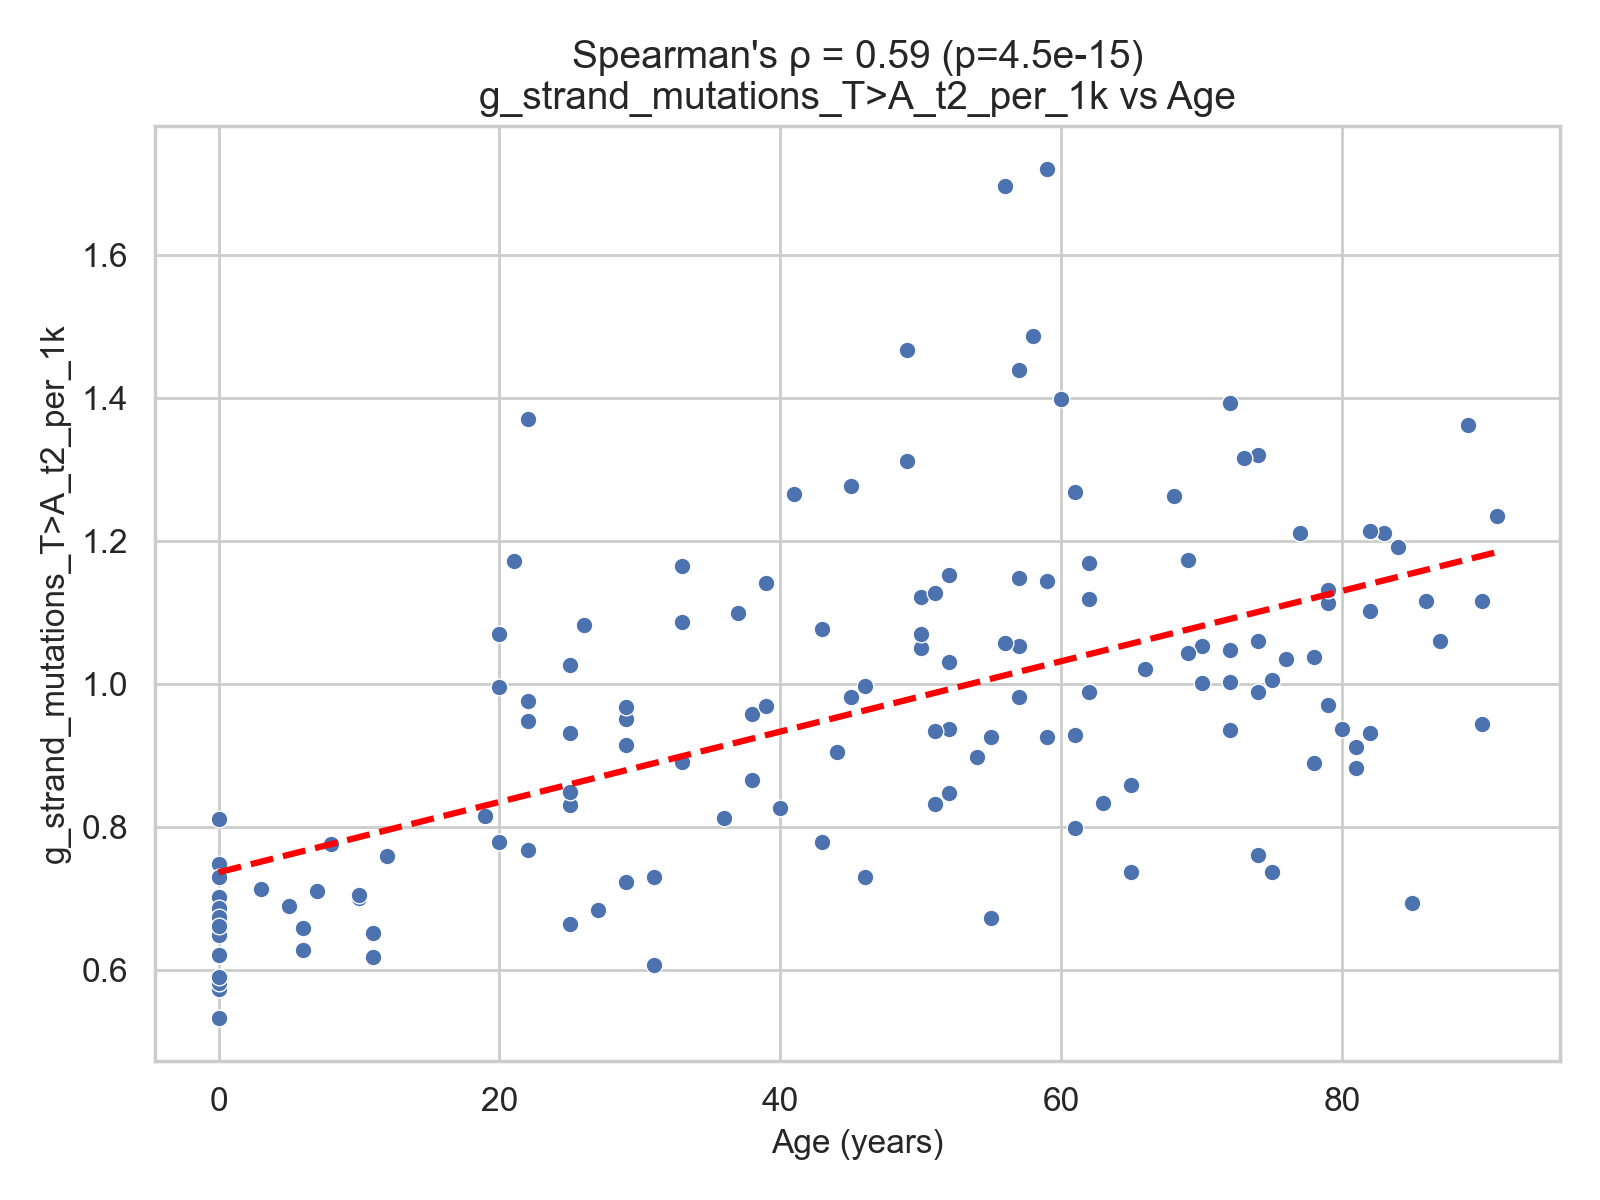 Spearman's ρ = 0.59 (p=4.5e-15)
g_strand_mutations_T>A_t2_per_1k vs Age
g_strand_mutations_T>A_t2_per_1k
1.6
1.4
1.2
1.0
0.8
0.6
0 20 40 60 80
Age (years)